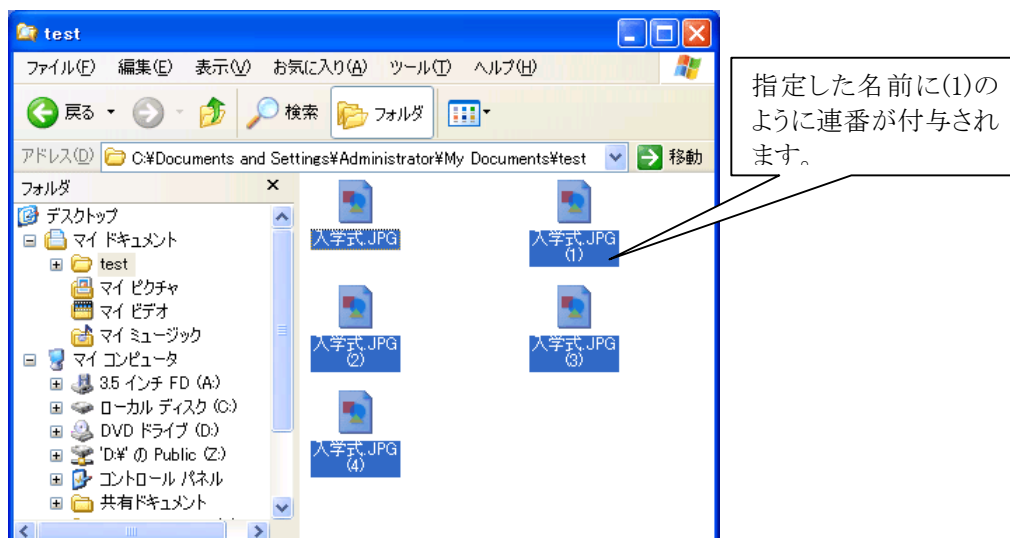 test
ファイル(F) 編集(E) 表示(V) お気に入り(A) ツール(T) ヘルプ(H)
戻る 検索 フォルダ
アドレス(D) C:¥Documents and Settings¥Administrator¥My Documents¥test 移動
フォルダ ×
デスクトップ
マイ ドキュメント
test
マイ ピクチャ
マイ ビデオ
マイ ミュージック
マイ コンピュータ
3.5 インチ FD (A:)
ローカル ディスク (C:)
DVD ドライブ (D:)
'D:¥' の Public (Z:)
コントロール パネル
共有ドキュメント
入学式.JPG
入学式.JPG
(1)
入学式.JPG
(2)
入学式.JPG
(3)
入学式.JPG
(4)
指定した名前に(1)の
ように連番が付与され
ます。